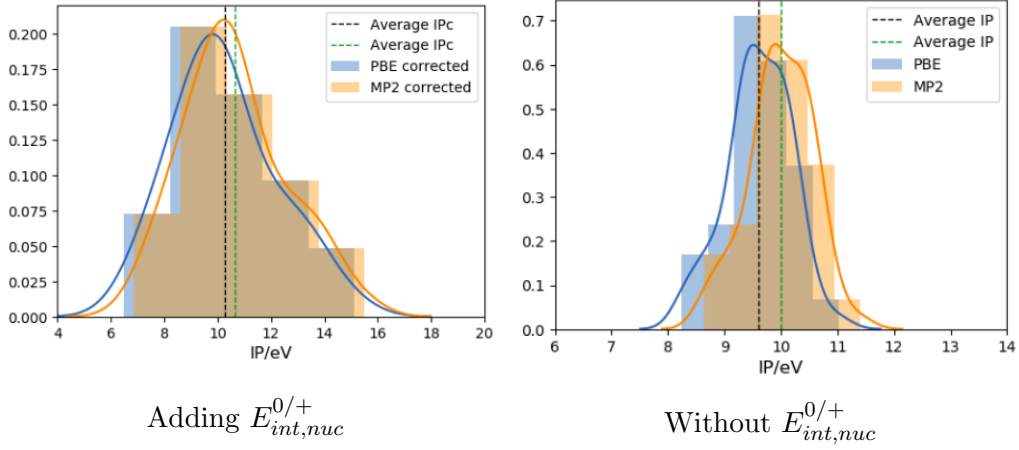 0.200
0.175
0.150
0.125
0.100
0.075
0.050
0.025
0.000
4 6 8 10 12 14 16 18 20
IP/eV
Average IPc
Average IPc
PBE corrected
MP2 corrected
Adding $E_{int,nuc}^{0/+}$
0.7
0.6
0.5
0.4
0.3
0.2
0.1
0.0
6 7 8 9 10 11 12 13 14
IP/eV
Average IP
Average IP
PBE
MP2
Without $E_{int,nuc}^{0/+}$